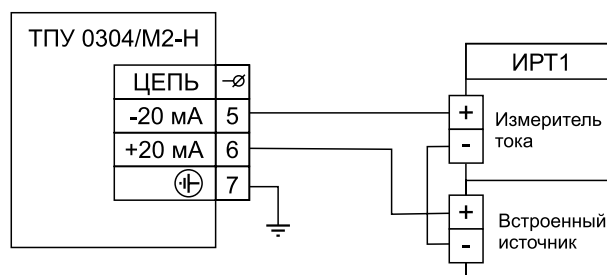 ТПУ 0304/М2-Н
ЦЕПЬ
-20 мА 5
+20 мА 6
7
ИРТ1
+
-
Измеритель
тока
+
-
Встроенный
источник